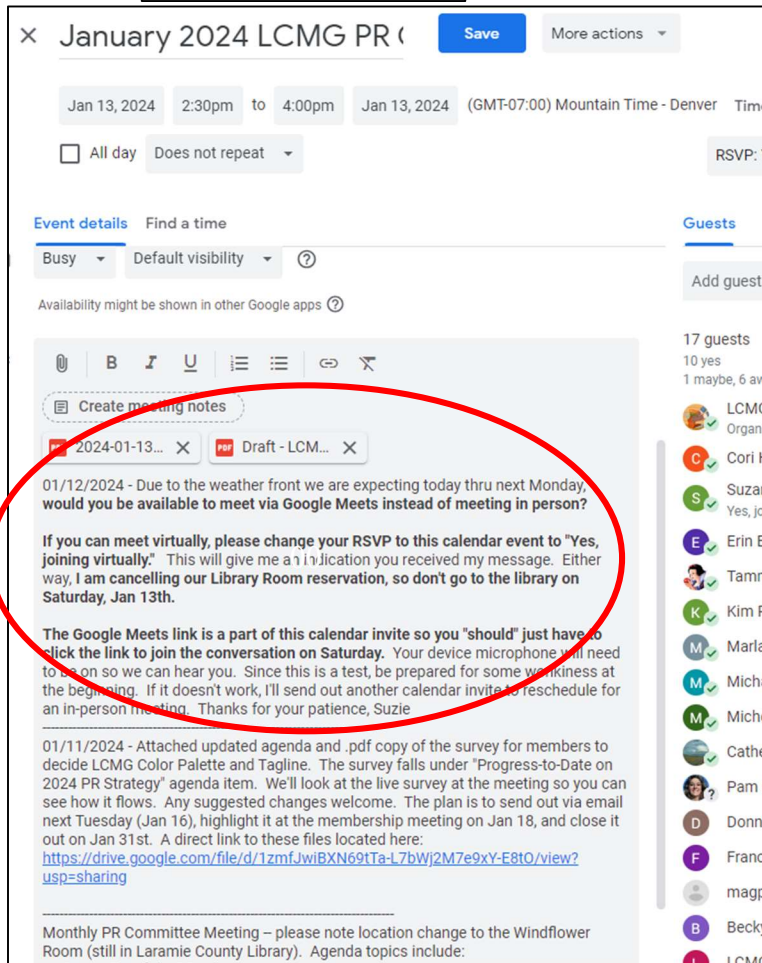 January 2024 LCMG PR
Save
More actions
Jan 13, 2024 2:30pm to 4:00pm Jan 13, 2024 (GMT-07:00) Mountain Time - Denver
All day Does not repeat
RSVP:
Event details Find a time
Guests
Busy Default visibility
Add guest
Availability might be shown in other Google apps
17 guests
10 yes
1 maybe, 6 aw
B I U
Create meeting notes
2024-01-13... Draft - LCM...
01/12/2024 - Due to the weather front we are expecting today thru next Monday,
would you be available to meet via Google Meets instead of meeting in person?
If you can meet virtually, please change your RSVP to this calendar event to "Yes,
joining virtually." This will give me an indication you received my message. Either
way, I am cancelling our Library Room reservation, so don't go to the library on
Saturday, Jan 13th.
The Google Meets link is a part of this calendar invite so you "should" just have to
click the link to join the conversation on Saturday. Your device microphone will need
to be on so we can hear you. Since this is a test, be prepared for some wonkiness at
the beginning. If it doesn't work, I'll send out another calendar invite to reschedule for
an in-person meeting. Thanks for your patience, Suzie
01/11/2024 - Attached updated agenda and .pdf copy of the survey for members to
decide LCMG Color Palette and Tagline. The survey falls under "Progress-to-Date on
2024 PR Strategy" agenda item. We'll look at the live survey at the meeting so you can
see how it flows. Any suggested changes welcome. The plan is to send out via email
next Tuesday (Jan 16), highlight it at the membership meeting on Jan 18, and close it
out on Jan 31st. A direct link to these files located here:
https://drive.google.com/file/d/1zmfJwiBXN69tTa-L7bWj2M7e9xY-E8tO/view?
usp=sharing
Monthly PR Committee Meeting – please note location change to the Windflower
Room (still in Laramie County Library). Agenda topics include:
LCMG
Organ
Cori
Suzan
Yes, jo
Erin
Tamm
Kim
Marla
Micha
Miche
Cathe
Pam
Donn
Franc
magp
Becky
LCMG